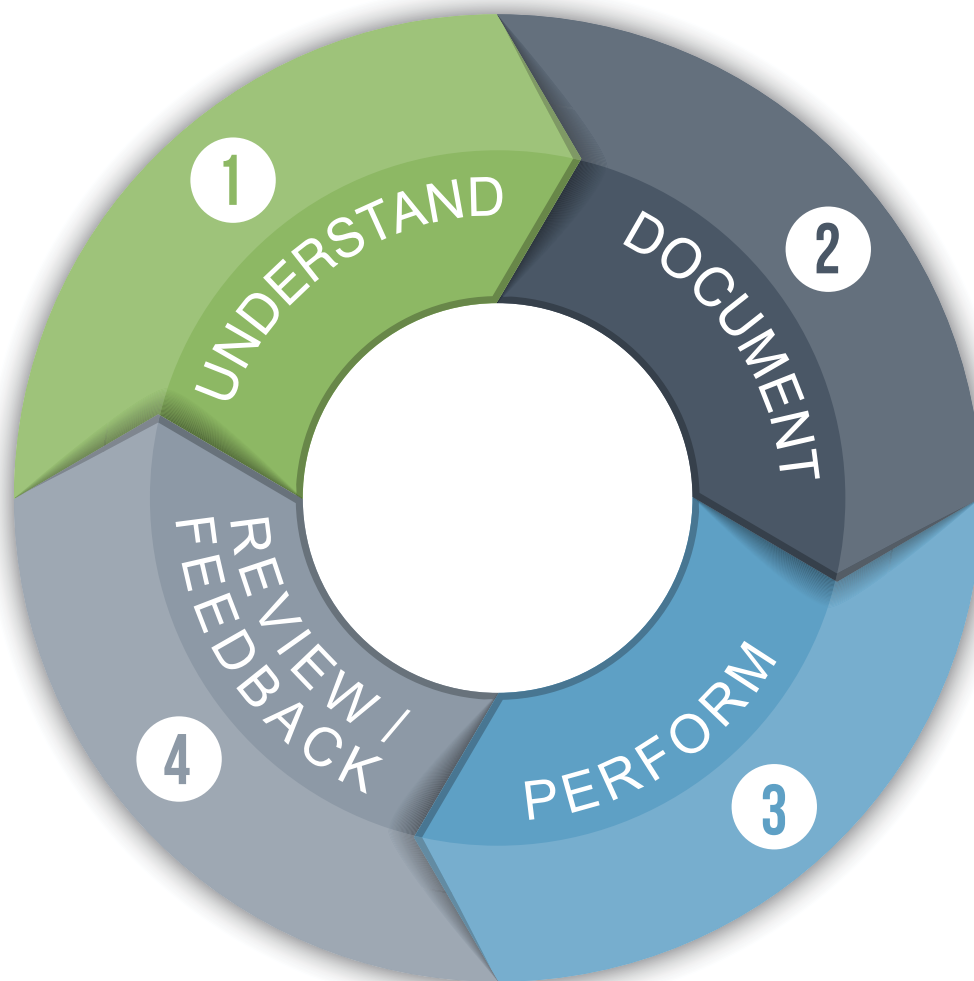 1
UNDERSTAND
2
DOCUMENT
3
PERFORM
4
REVIEW /
FEEDBACK